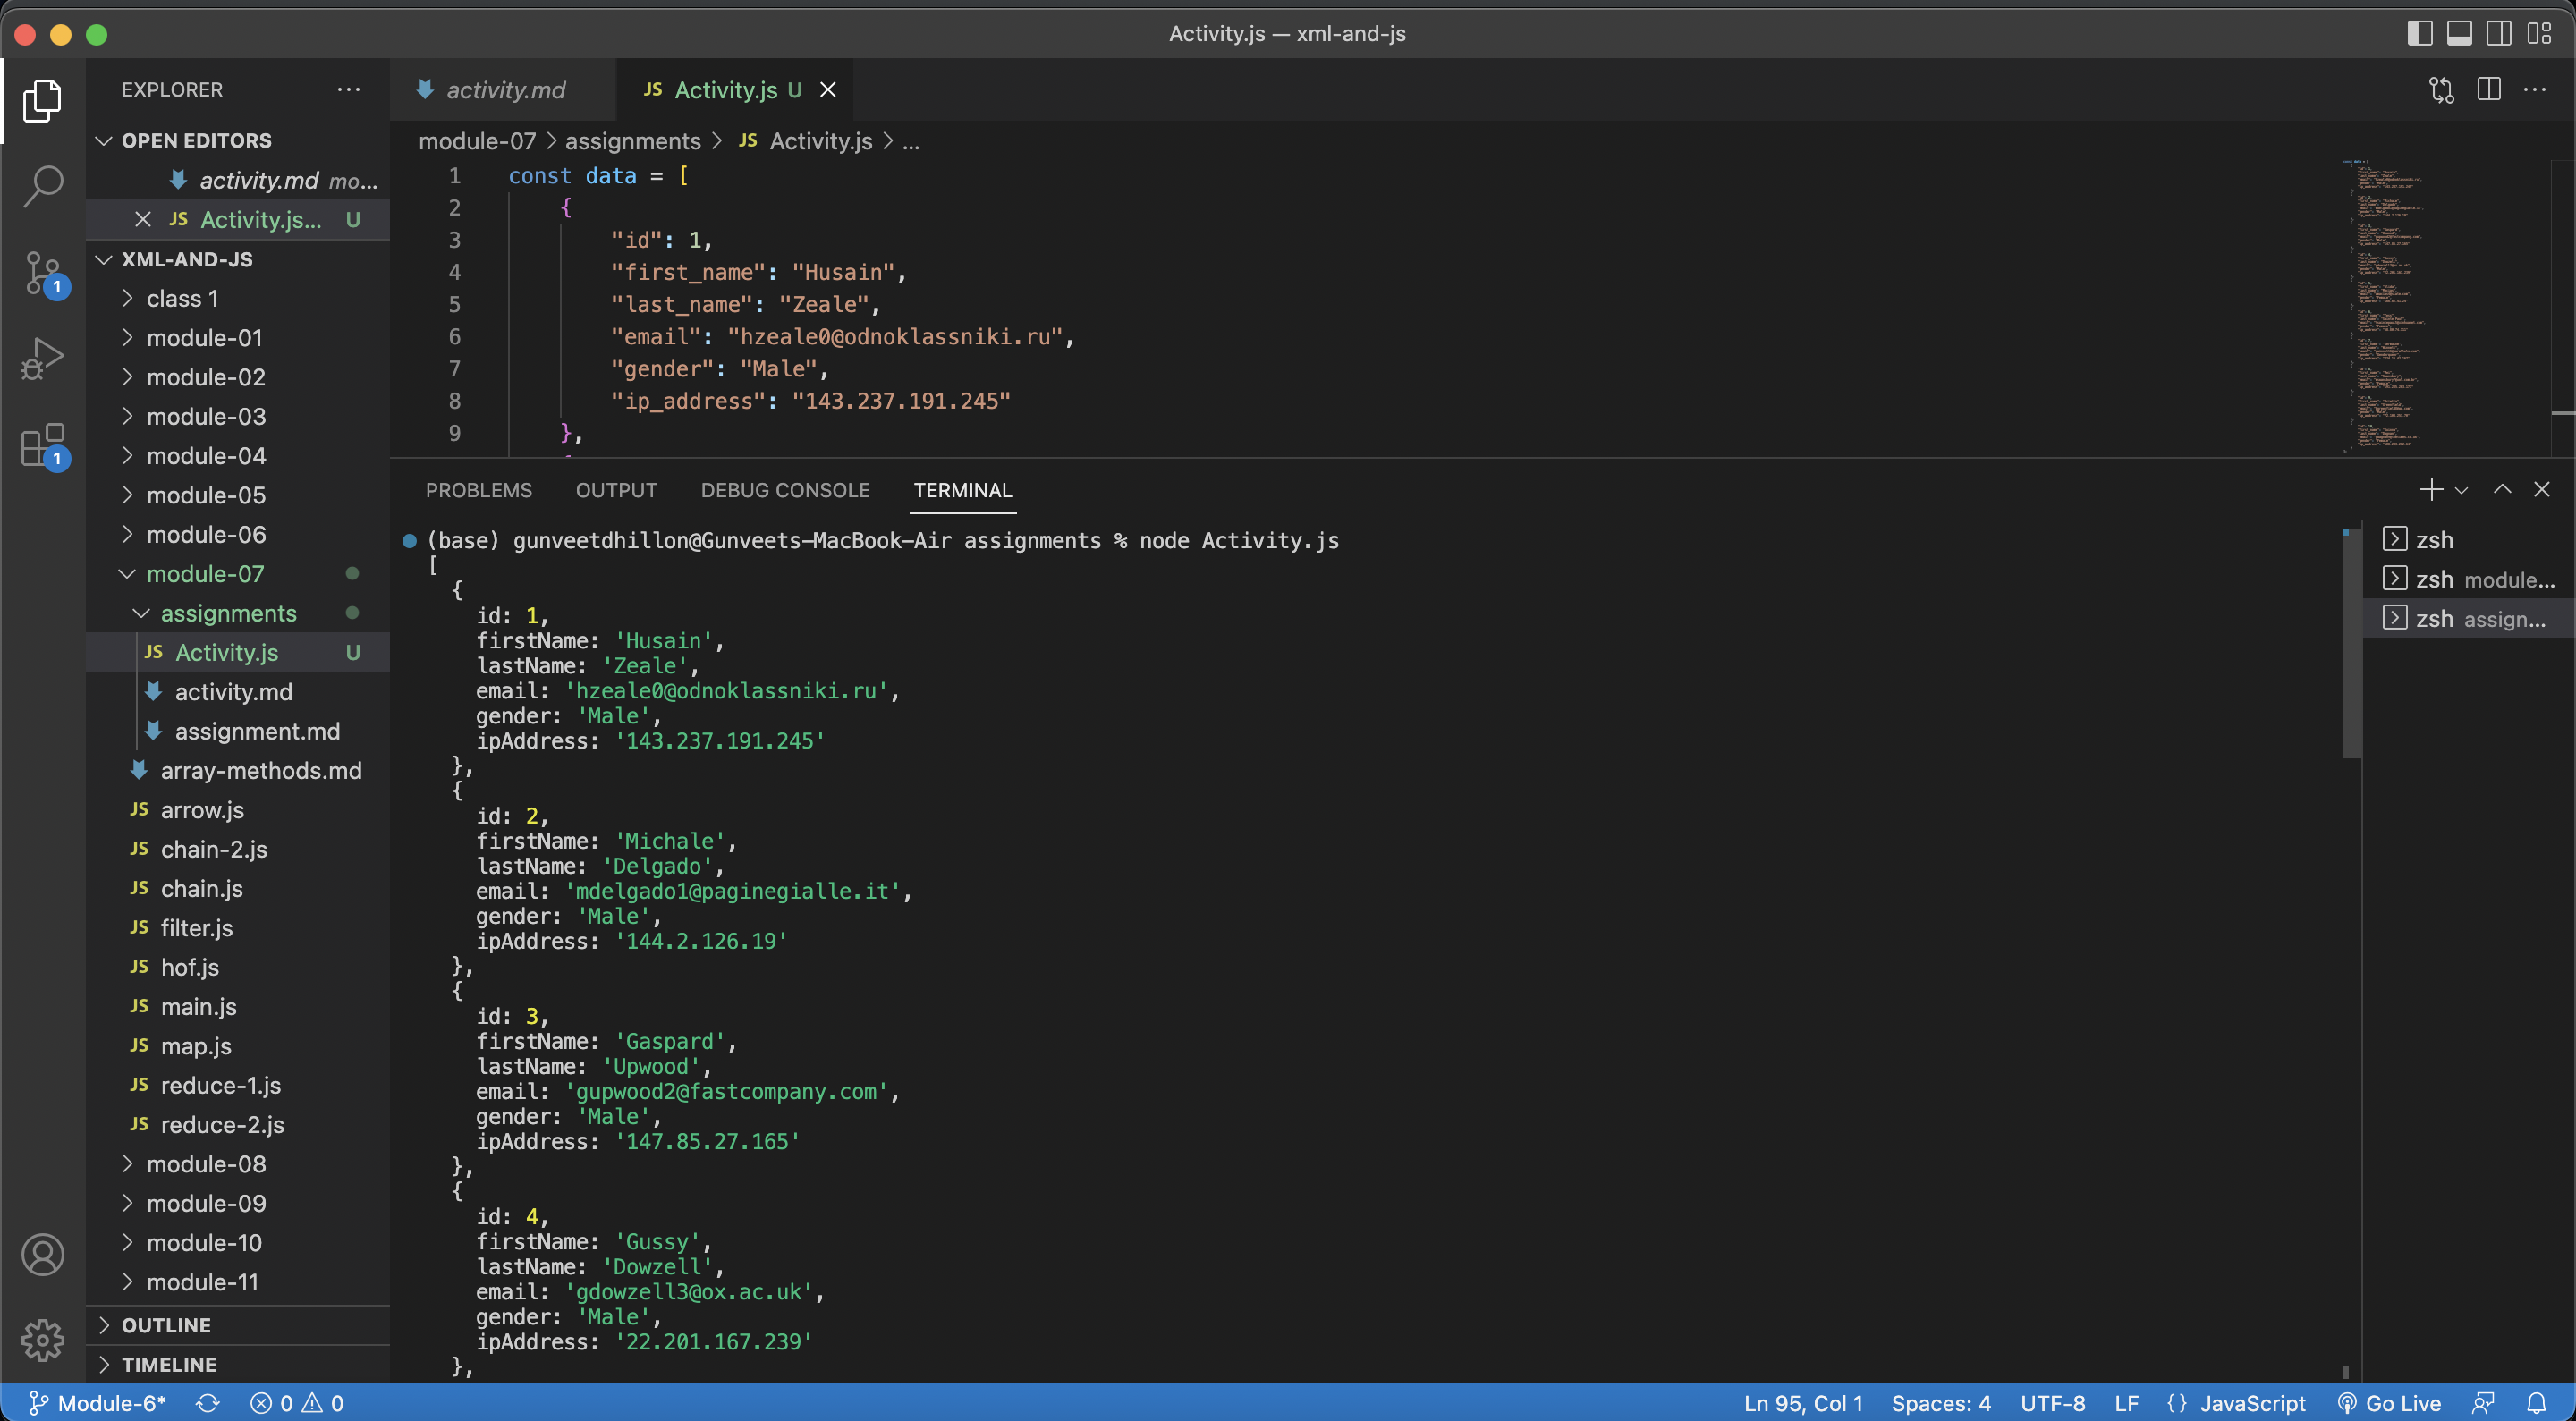 Activity.js — xml-and-js
EXPLORER
OPEN EDITORS
activity.md mo...
Activity.js... U
XML-AND-JS
class 1
module-01
module-02
module-03
module-04
module-05
module-06
module-07
assignments
JS Activity.js U
activity.md
assignment.md
array-methods.md
JS arrow.js
JS chain-2.js
JS chain.js
JS filter.js
JS hof.js
JS main.js
JS map.js
JS reduce-1.js
JS reduce-2.js
module-08
module-09
module-10
module-11
OUTLINE
TIMELINE
1
1
activity.md
JS Activity.js U
module-07 > assignments > JS Activity.js > ...
1 const data = [
2 {
3 "id": 1,
4 "first_name": "Husain",
5 "last_name": "Zeale",
6 "email": "hzeale0@odnoklassniki.ru",
7 "gender": "Male",
8 "ip_address": "143.237.191.245"
9 },
PROBLEMS OUTPUT DEBUG CONSOLE TERMINAL
(base) gunveetdhillon@Gunveets-MacBook-Air assignments % node Activity.js
[
{
id: 1,
firstName: 'Husain',
lastName: 'Zeale',
email: 'hzeale0@odnoklassniki.ru',
gender: 'Male',
ipAddress: '143.237.191.245'
},
{
id: 2,
firstName: 'Michale',
lastName: 'Delgado',
email: 'mdelgado1@paginegialle.it',
gender: 'Male',
ipAddress: '144.2.126.19'
},
{
id: 3,
firstName: 'Gaspard',
lastName: 'Upwood',
email: 'gupwood2@fastcompany.com',
gender: 'Male',
ipAddress: '147.85.27.165'
},
{
id: 4,
firstName: 'Gussy',
lastName: 'Dowzell',
email: 'gdowzell3@ox.ac.uk',
gender: 'Male',
ipAddress: '22.201.167.239'
},
zsh
zsh module...
zsh assign...
Module-6* 0 0 Ln 95, Col 1 Spaces: 4 UTF-8 LF {} JavaScript Go Live